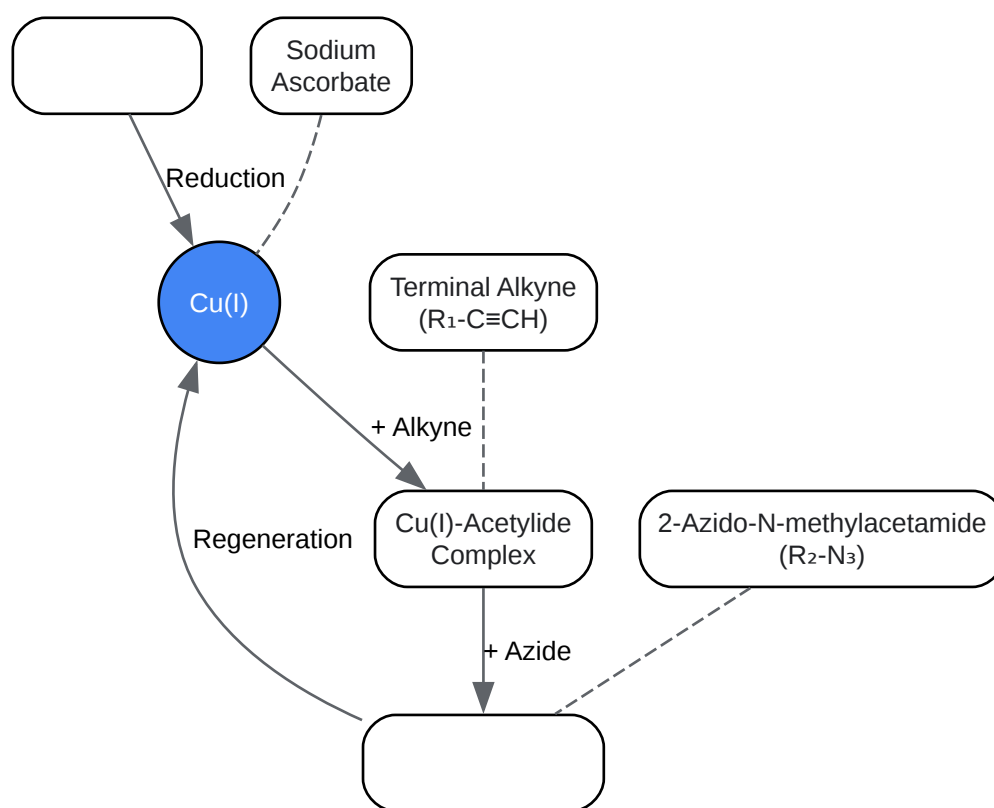 Sodium
Ascorbate
Reduction
Cu(I)
Terminal Alkyne
(R₁-C≡CH)
+ Alkyne
Cu(I)-Acetylide
Complex
2-Azido-N-methylacetamide
(R₂-N₃)
Regeneration
+ Azide